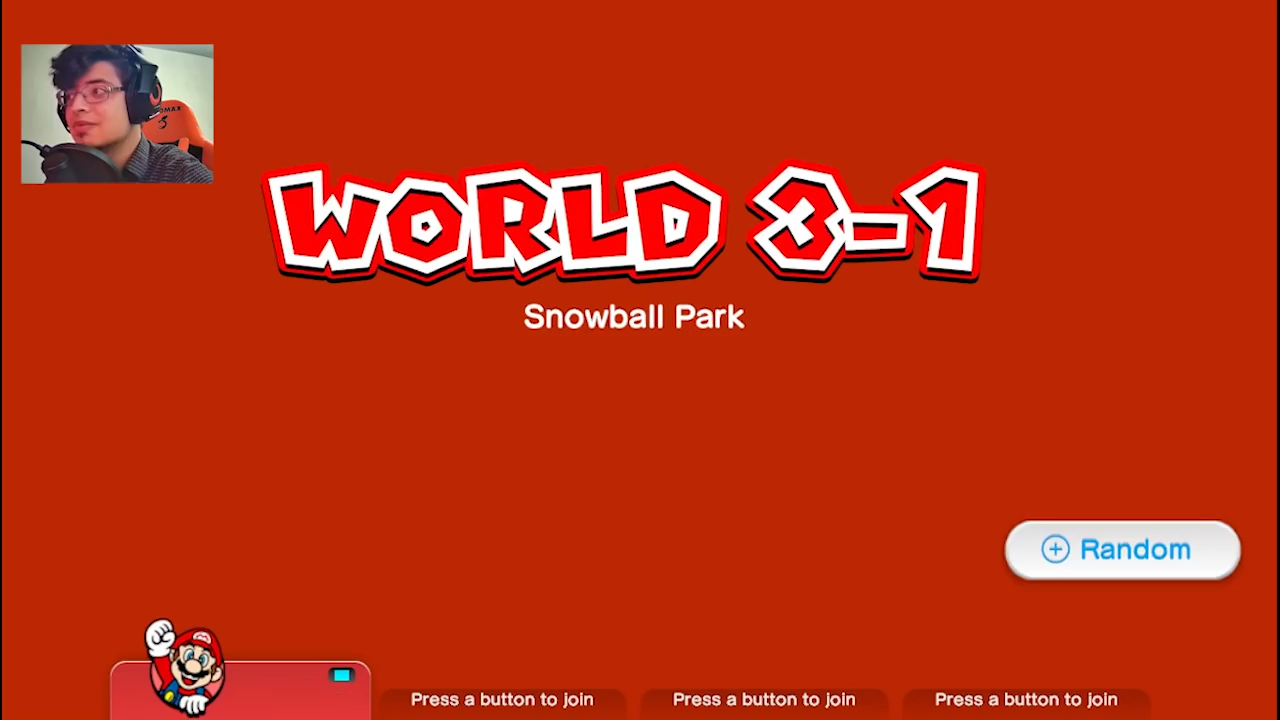 WORLD 3-1
Snowball Park
Random
Press a button to join
Press a button to join
Press a button to join